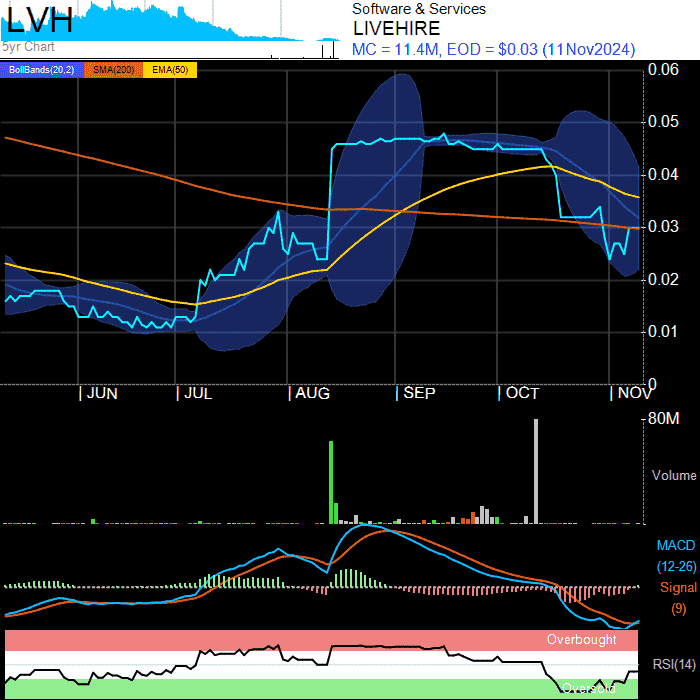 LVH
5yr Chart
Software & Services
LIVEHIRE
MC = 11.4M, EOD = $0.03 (11Nov2024)
BollBands(20,2) SMA(200) EMA(50)
0.06
0.05
0.04
0.03
0.02
0.01
0
| JUN | JUL | AUG | SEP | OCT | NOV
80M
Volume
MACD
(12-26)
Signal
(9)
Overbought
RSI(14)
Oversold